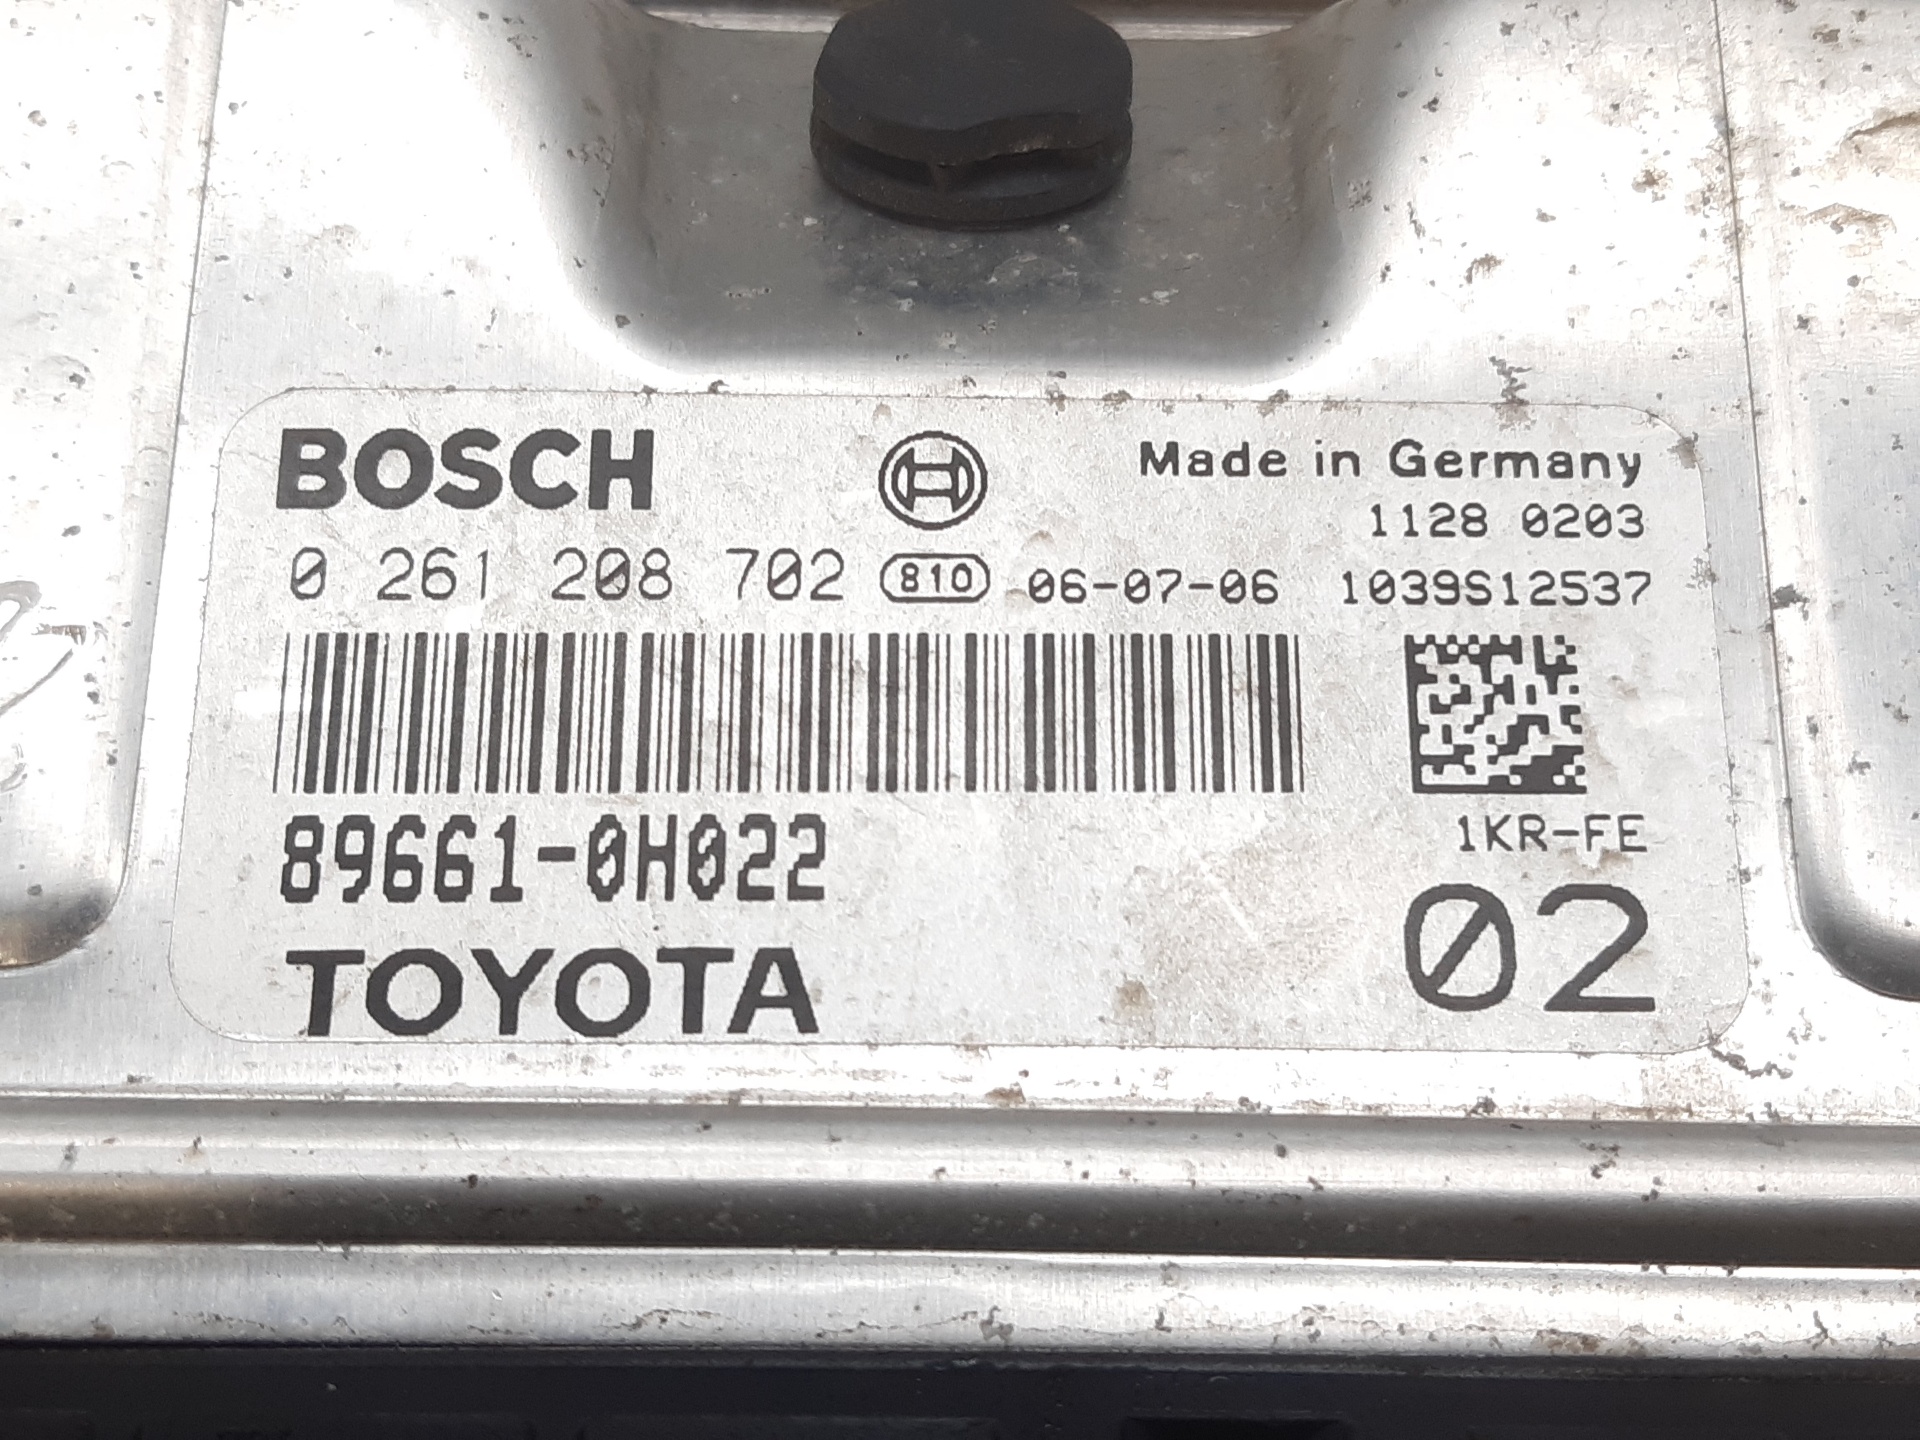 BOSCH
Made in Germany
1128 0203
0 261 208 702 810 06-07-06 1039S12537
89661-0H022
1KR-FE
TOYOTA
02